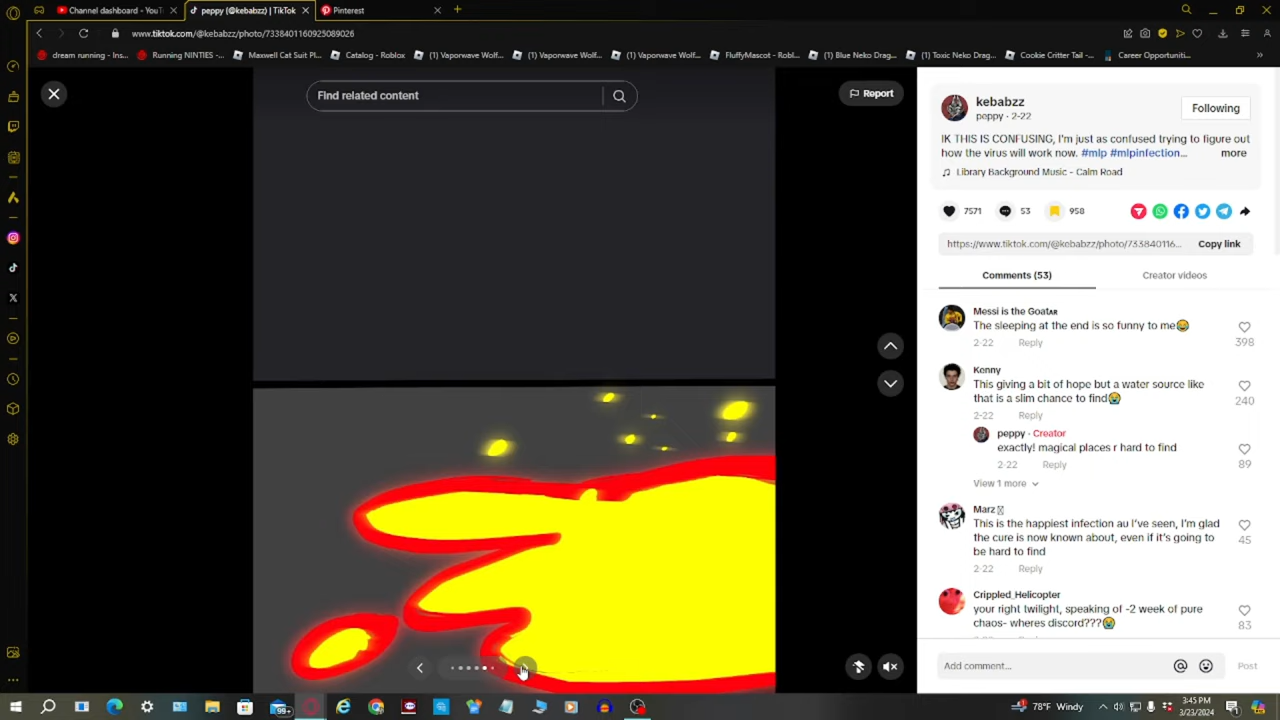 Channel dashboard - YouT
peppy (@kebabzz) | TikTok
Pinterest
www.tiktok.com/@kebabzz/photo/7338401160925089026
dream running - Ins...
Running NINTIES -...
Maxwell Cat Suit Pl...
Catalog - Roblox
(1) Vaporwave Wolf...
(1) Vaporwave Wolf...
(1) Vaporwave Wolf...
FluffyMascot - Robl...
(1) Blue Neko Drag...
(1) Toxic Neko Drag...
Cookie Critter Tail -...
Career Opportuniti...
Find related content
Report
kebabzz
peppy · 2-22
Following
IK THIS IS CONFUSING, I'm just as confused trying to figure out
how the virus will work now. #mlp #mlpinfection...
more
Library Background Music - Calm Road
7571
53
958
https://www.tiktok.com/@kebabzz/photo/733840116...
Copy link
Comments (53)
Creator videos
Messi is the Goatᴀʀ
The sleeping at the end is so funny to me😂
2-22 Reply
398
Kenny
This giving a bit of hope but a water source like
that is a slim chance to find😭
2-22 Reply
240
peppy · Creator
exactly! magical places r hard to find
1-22 Reply
89
View 1 more
Marz
This is the happiest infection au I've seen, I'm glad
the cure is now known about, even if it's going to
be hard to find
2-22 Reply
45
Crippled_Helicopter
your right twilight, speaking of -2 week of pure
chaos- wheres discord???😭
83
Add comment...
Post
99+
78°F Windy
3:45 PM
3/23/2024